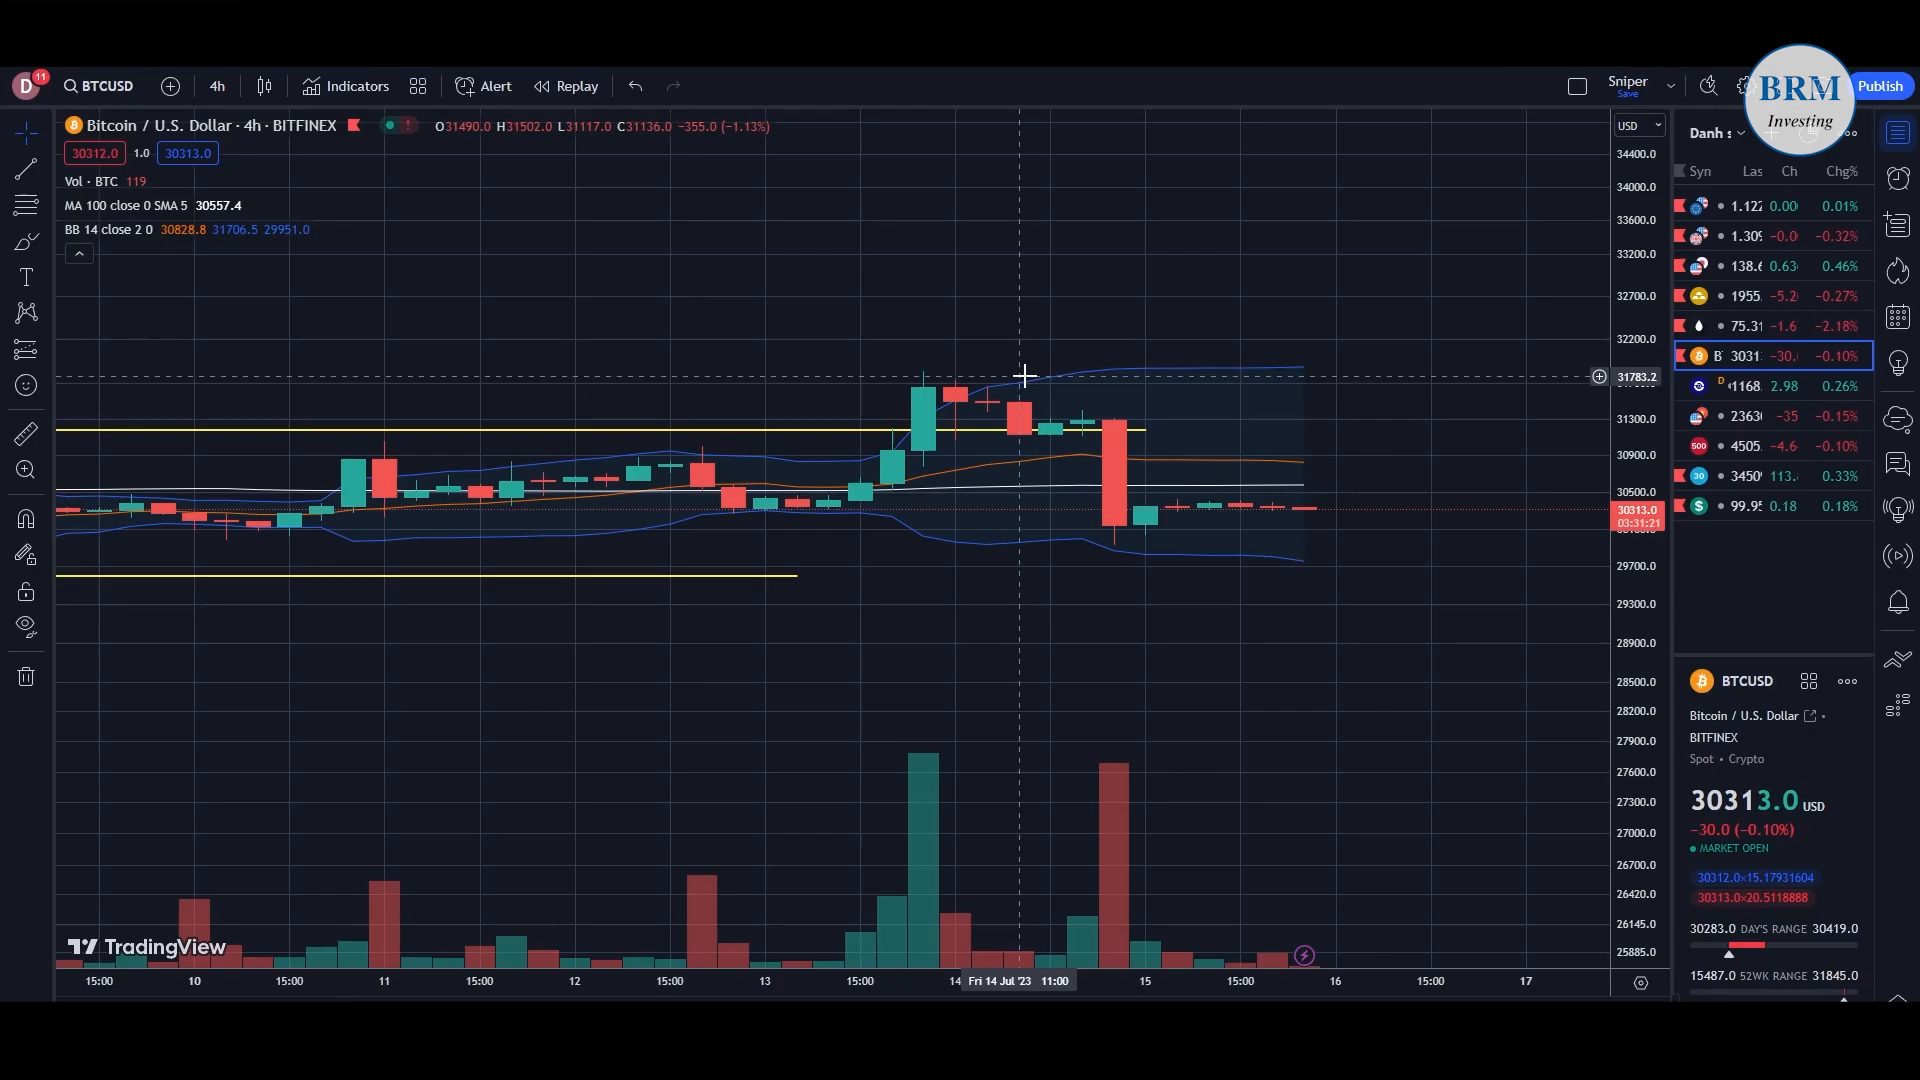 D 11 BTCUSD 4h Indicators Alert Replay Sniper Save Publish
BRM
Investing
Bitcoin / U.S. Dollar · 4h · BITFINEX O31490.0 H31502.0 L31117.0 C31136.0 −355.0 (−1.13%)
30312.0 1.0 30313.0
Vol · BTC 119
MA 100 close 0 SMA 5 30557.4
BB 14 close 2 0 30828.8 31706.5 29951.0
USD
34400.0
34000.0
33600.0
33200.0
32700.0
32200.0
31783.2
31300.0
30900.0
30500.0
30313.0
03:31:21
29700.0
29300.0
28900.0
28500.0
28200.0
27900.0
27600.0
27300.0
27000.0
26700.0
26420.0
26145.0
25885.0
TradingView
15:00 10 15:00 11 15:00 12 15:00 13 15:00 14 Fri 14 Jul '23 11:00 15 15:00 16 15:00 17
Danh s
Syn Las Ch Chg%
1.122 0.00 0.01%
1.309 −0.0 −0.32%
138.6 0.63 0.46%
1955. −5.2 −0.27%
75.31 −1.6 −2.18%
B 3031 −30. −0.10%
D 1168. 2.98 0.26%
2363 −35 −0.15%
500 4505. −4.6 −0.10%
30 3450 113. 0.33%
99.95 0.18 0.18%
BTCUSD
Bitcoin / U.S. Dollar
BITFINEX
Spot • Crypto
30313.0 USD
−30.0 (−0.10%)
MARKET OPEN
30312.0×15.17931604
30313.0×20.5118888
30283.0 DAY'S RANGE 30419.0
15487.0 52WK RANGE 31845.0